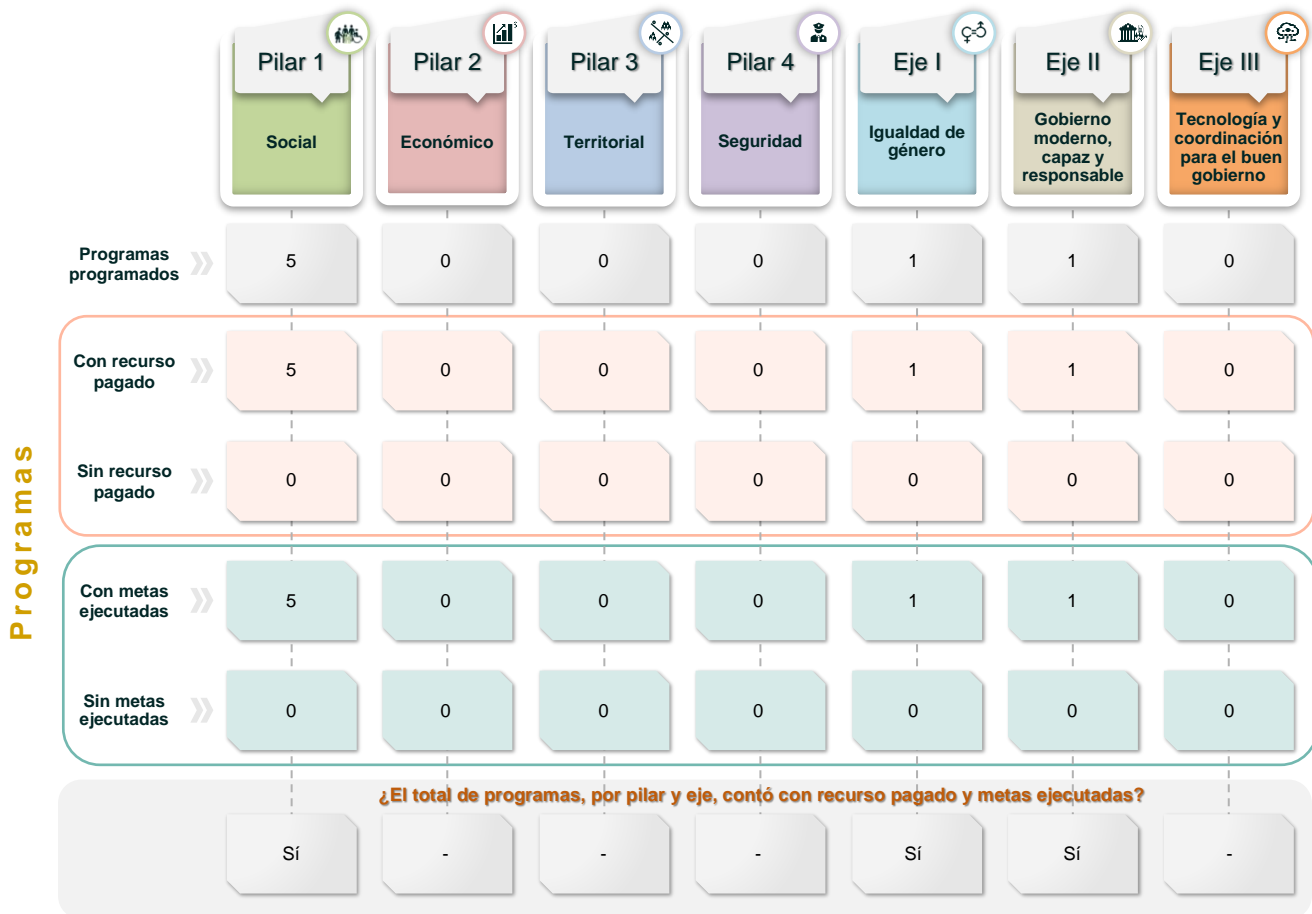 Pilar 1
Pilar 2
Pilar 3
Pilar 4
Eje I
Eje II
Eje III
Social
Económico
Territorial
Seguridad
Igualdad de
género
Gobierno
moderno,
capaz y
responsable
Tecnología y
coordinación
para el buen
gobierno
Programas
Programas
programados
5 0 0 0 1 1 0
Con recurso
pagado
5 0 0 0 1 1 0
Sin recurso
pagado
0 0 0 0 0 0 0
Con metas
ejecutadas
5 0 0 0 1 1 0
Sin metas
ejecutadas
0 0 0 0 0 0 0
¿El total de programas, por pilar y eje, contó con recurso pagado y metas ejecutadas?
Sí - - - Sí Sí -